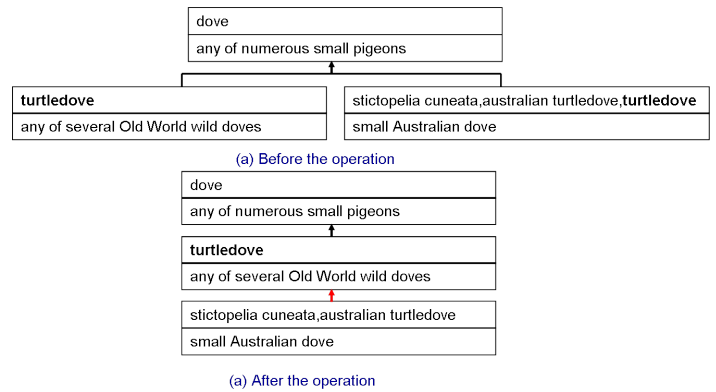 dove
any of numerous small pigeons
turtledove
any of several Old World wild doves
stictopelia cuneata,australian turtledove,turtledove
small Australian dove
(a) Before the operation
dove
any of numerous small pigeons
turtledove
any of several Old World wild doves
stictopelia cuneata,australian turtledove
small Australian dove
(a) After the operation